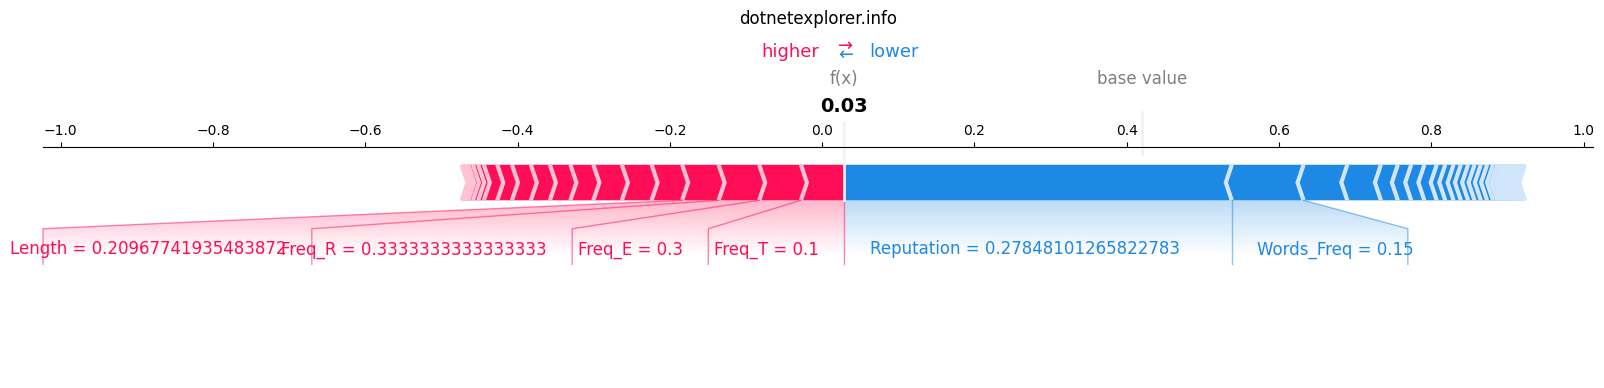 dotnetexplorer.info
higher → ← lower
f(x) base value
0.03
−1.0 −0.8 −0.6 −0.4 −0.2 0.0 0.2 0.4 0.6 0.8 1.0
Length = 0.20967741935483872 Freq_R = 0.3333333333333333 Freq_E = 0.3 Freq_T = 0.1 Reputation = 0.27848101265822783 Words_Freq = 0.15